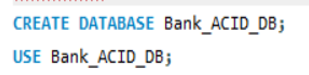 CREATE DATABASE Bank_ACID_DB;
USE Bank_ACID_DB;